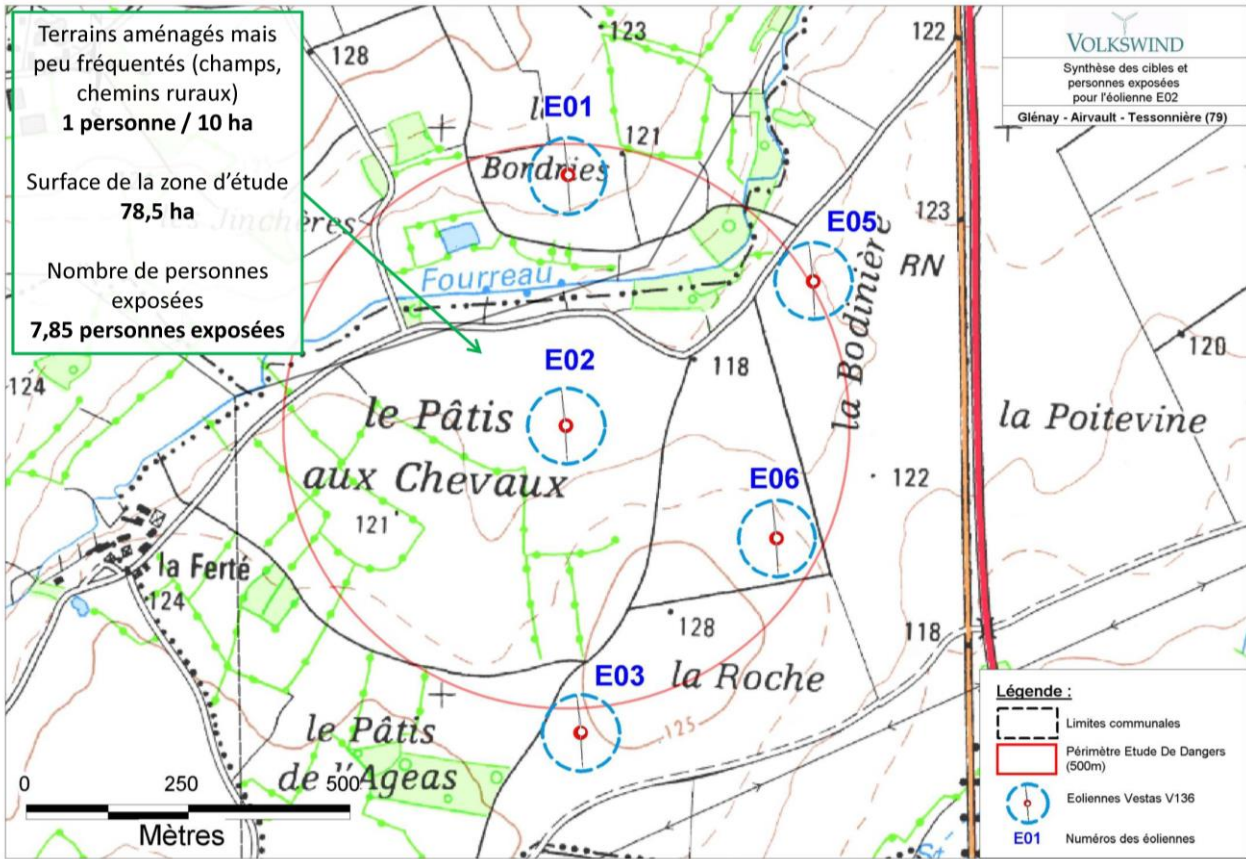 Terrains aménagés mais
peu fréquentés (champs,
chemins ruraux)
1 personne / 10 ha
Surface de la zone d'étude
78,5 ha
Nombre de personnes
exposées
7,85 personnes exposées
VOLKSWIND
Synthèse des cibles et
personnes exposées
pour l'éolienne E02
Glénay - Airvault - Tessonnière (79)
128
123
122
E01
121
Bordries
les Jinchères
123
E05
RN
Fourreau
la Bodinière
120
118
E02
124
le Pâtis
la Poitevine
aux Chevaux
E06
122
121
la Ferté
124
128
118
E03
la Roche
125
le Pâtis
de l'Ageas
0 250 500
Mètres
Légende :
Limites communales
Périmètre Etude De Dangers
(500m)
Eoliennes Vestas V136
E01 Numéros des éoliennes